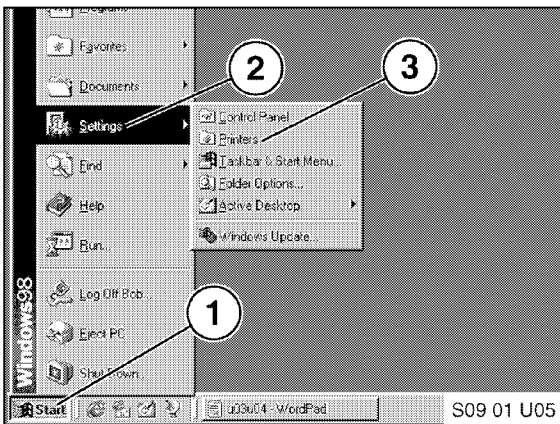 Programs
Favorites
Documents
2
3
Settings
Control Panel
Printers
Taskbar & Start Menu...
Folder Options...
Active Desktop
Windows Update...
Find
Help
Run...
Log Off Bob...
Eject PC
Shut Down...
Windows98
1
Start
u03u04 - WordPad
S09 01 U05